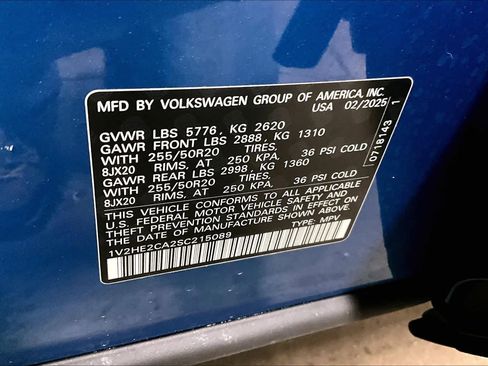 MFD BY VOLKSWAGEN GROUP OF AMERICA, INC.
USA 02/2025
GVWR LBS 5776, KG 2620
GAWR FRONT LBS 2888, KG 1310
WITH 255/50R20 TIRES,
8JX20 RIMS, AT 250 KPA, 36 PSI COLD
GAWR REAR LBS 2998, KG 1360
WITH 255/50R20 TIRES,
8JX20 RIMS, AT 250 KPA, 36 PSI COLD
THIS VEHICLE CONFORMS TO ALL APPLICABLE
U.S. FEDERAL MOTOR VEHICLE SAFETY AND
THEFT PREVENTION STANDARDS IN EFFECT ON
THE DATE OF MANUFACTURE SHOWN ABOVE.
1V2HE2CA2SC215089 TYPE: MPV
0718143 1